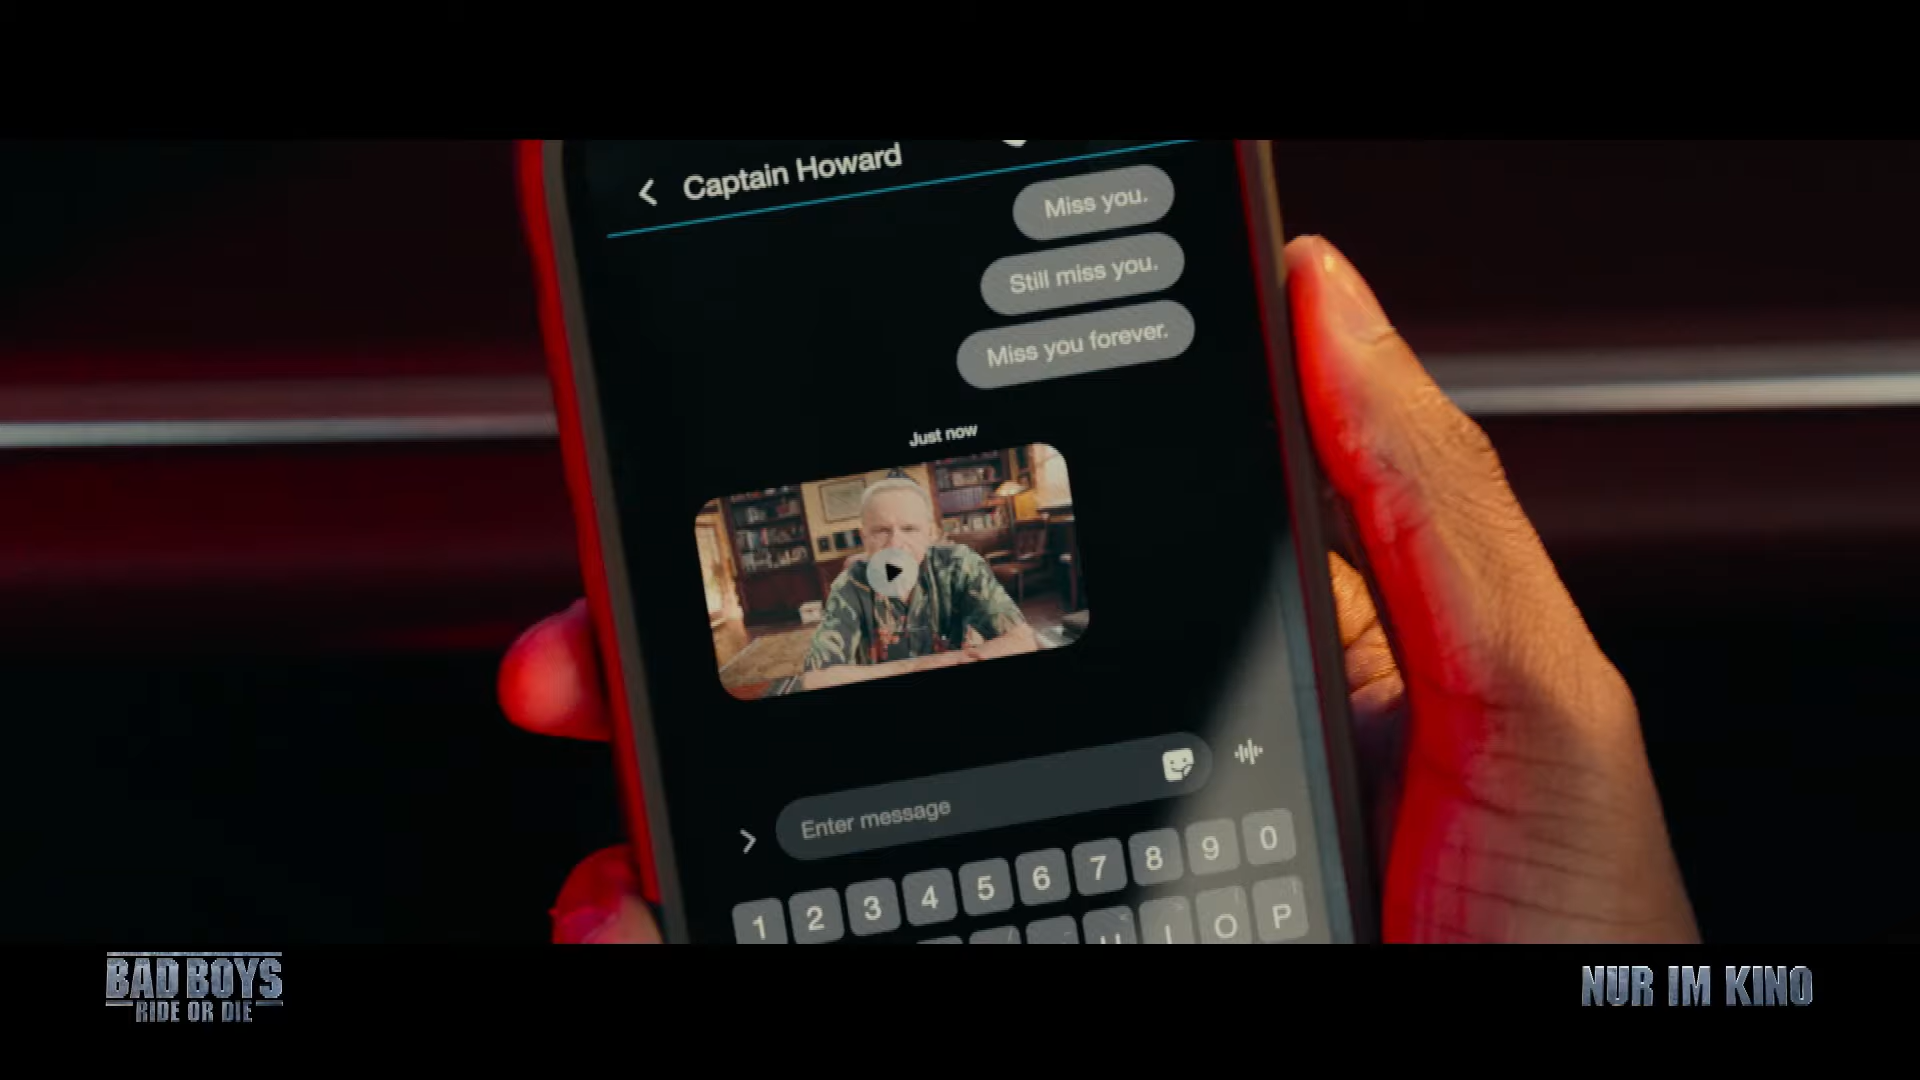 Captain Howard
Miss you.
Still miss you.
Miss you forever.
Just now
Enter message
1 2 3 4 5 6 7 8 9 0
U I O P
BAD BOYS
RIDE OR DIE
NUR IM KINO